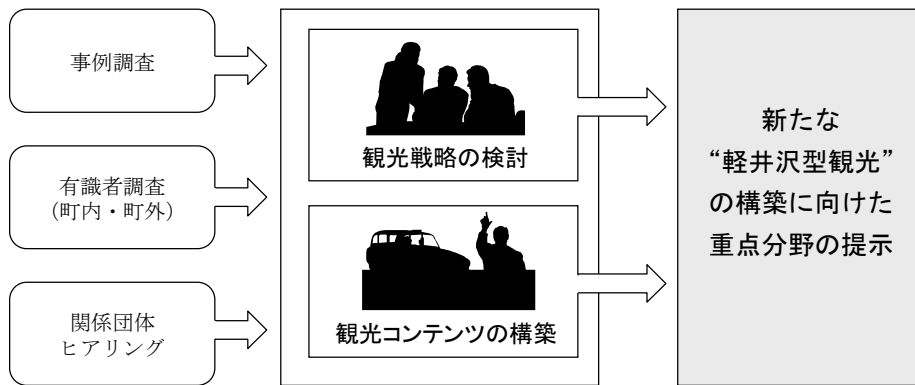 事例調査
有識者調査
（町内・町外）
関係団体
ヒアリング
観光戦略の検討
観光コンテンツの構築
新たな
“軽井沢型観光”
の構築に向けた
重点分野の提示